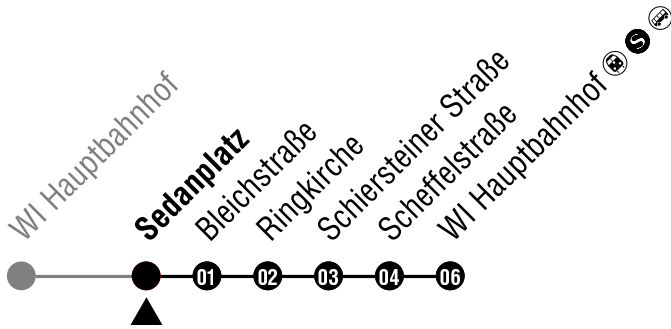 WI Hauptbahnhof
Sedanplatz
Bleichstraße
Ringkirche
Schiersteiner Straße
Scheffelstraße
WI Hauptbahnhof S
01 02 03 04 06